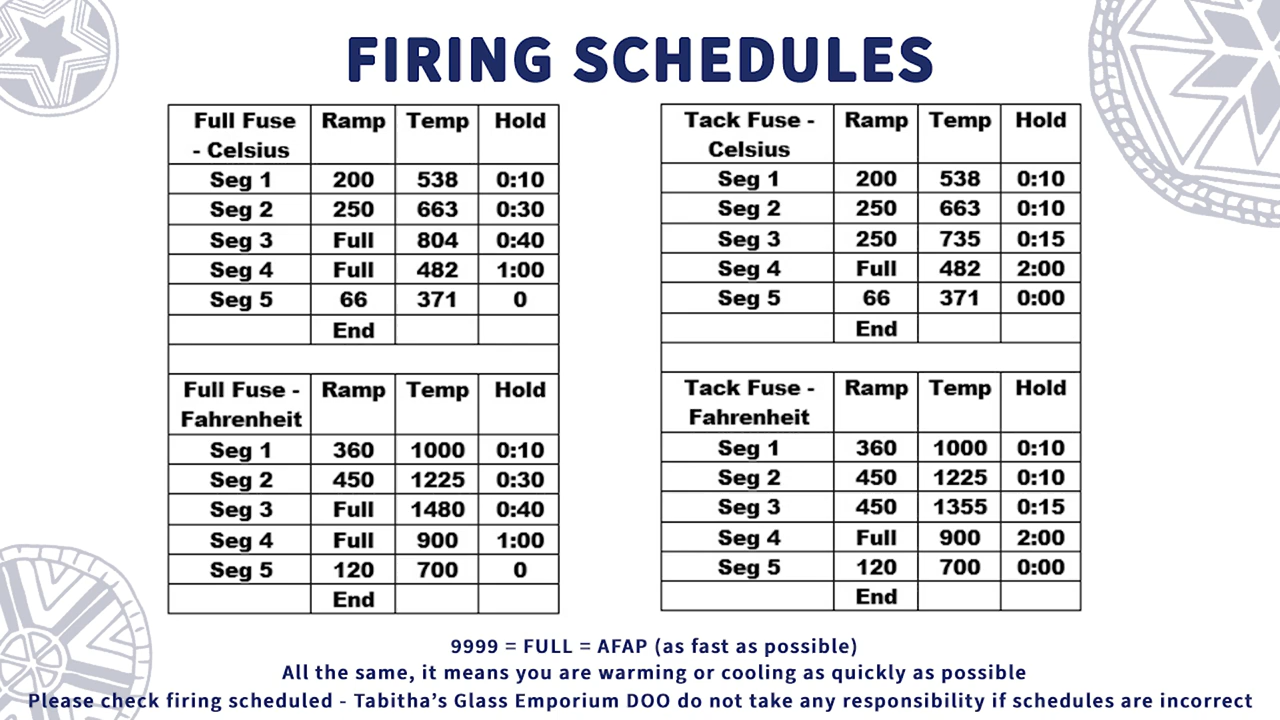 FIRING SCHEDULES
Full Fuse - Celsius Ramp Temp Hold
Seg 1 200 538 0:10
Seg 2 250 663 0:30
Seg 3 Full 804 0:40
Seg 4 Full 482 1:00
Seg 5 66 371 0
End
Full Fuse - Fahrenheit Ramp Temp Hold
Seg 1 360 1000 0:10
Seg 2 450 1225 0:30
Seg 3 Full 1480 0:40
Seg 4 Full 900 1:00
Seg 5 120 700 0
End
Tack Fuse - Celsius Ramp Temp Hold
Seg 1 200 538 0:10
Seg 2 250 663 0:10
Seg 3 250 735 0:15
Seg 4 Full 482 2:00
Seg 5 66 371 0:00
End
Tack Fuse - Fahrenheit Ramp Temp Hold
Seg 1 360 1000 0:10
Seg 2 450 1225 0:10
Seg 3 450 1355 0:15
Seg 4 Full 900 2:00
Seg 5 120 700 0:00
End
9999 = FULL = AFAP (as fast as possible)
All the same, it means you are warming or cooling as quickly as possible
Please check firing scheduled - Tabitha's Glass Emporium DOO do not take any responsibility if schedules are incorrect